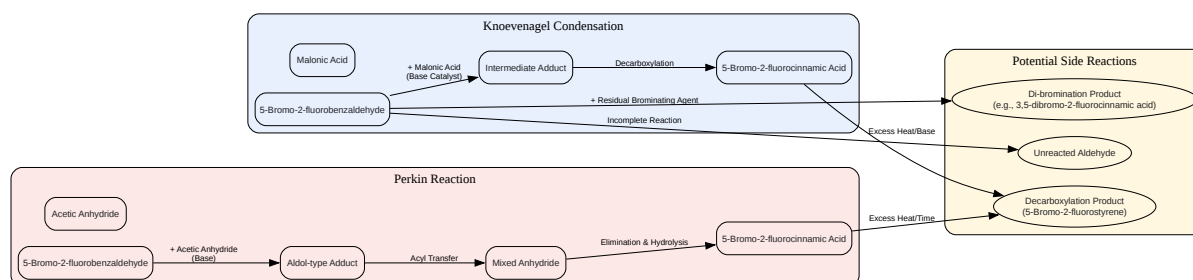 Knoevenagel Condensation
Malonic Acid
+ Malonic Acid
(Base Catalyst)
Intermediate Adduct
Decarboxylation
5-Bromo-2-fluorocinnamic Acid
5-Bromo-2-fluorobenzaldehyde
+ Residual Brominating Agent
Incomplete Reaction
Excess Heat/Base
Potential Side Reactions
Di-bromination Product
(e.g., 3,5-dibromo-2-fluorocinnamic acid)
Unreacted Aldehyde
Decarboxylation Product
(5-Bromo-2-fluorostyrene)
Perkin Reaction
Acetic Anhydride
5-Bromo-2-fluorobenzaldehyde
+ Acetic Anhydride
(Base)
Aldol-type Adduct
Acyl Transfer
Mixed Anhydride
Elimination & Hydrolysis
5-Bromo-2-fluorocinnamic Acid
Excess Heat/Time